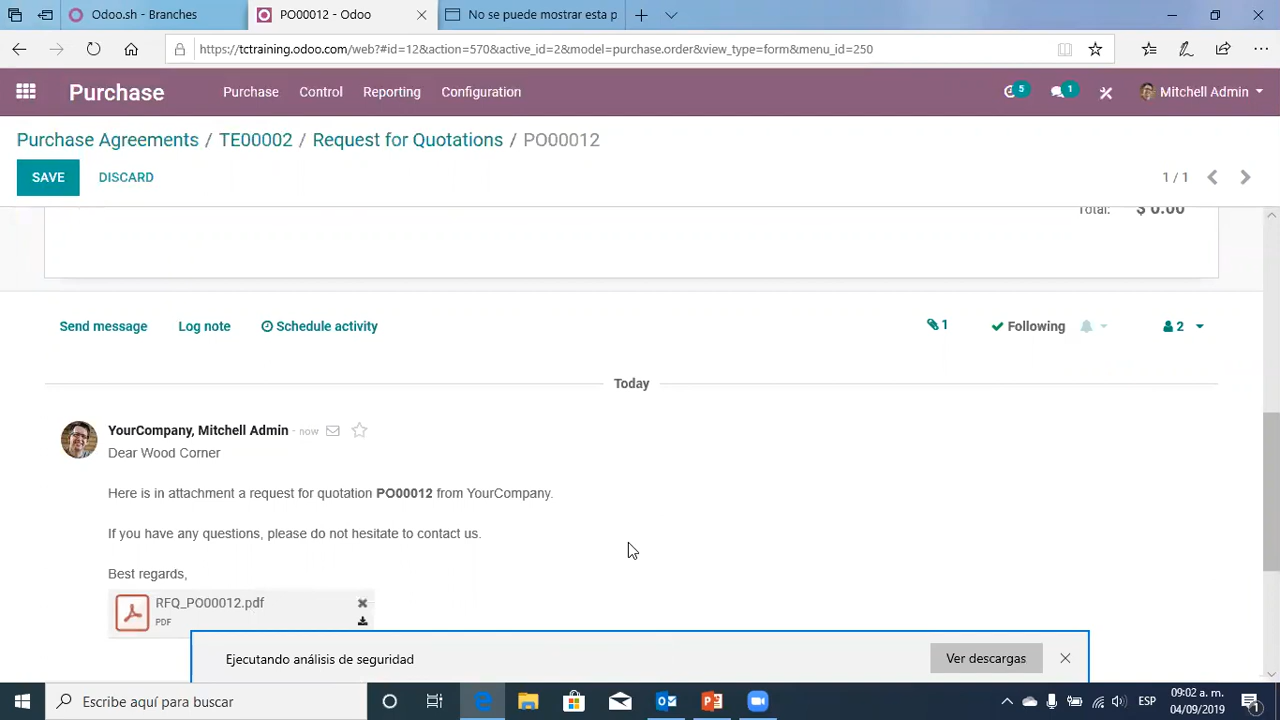 Odoo.sh - Branches
PO00012 - Odoo
No se puede mostrar esta p
https://tctraining.odoo.com/web?#id=12&action=570&active_id=2&model=purchase.order&view_type=form&menu_id=250
Purchase Purchase Control Reporting Configuration 5 1 Mitchell Admin
Purchase Agreements / TE00002 / Request for Quotations / PO00012
SAVE DISCARD 1 / 1
Total: $ 0.00
Send message Log note Schedule activity 1 Following 2
Today
YourCompany, Mitchell Admin - now
Dear Wood Corner
Here is in attachment a request for quotation PO00012 from YourCompany.
If you have any questions, please do not hesitate to contact us.
Best regards,
RFQ_PO00012.pdf
PDF
Ejecutando análisis de seguridad Ver descargas
Escribe aquí para buscar
ESP
09:02 a. m.
04/09/2019
1